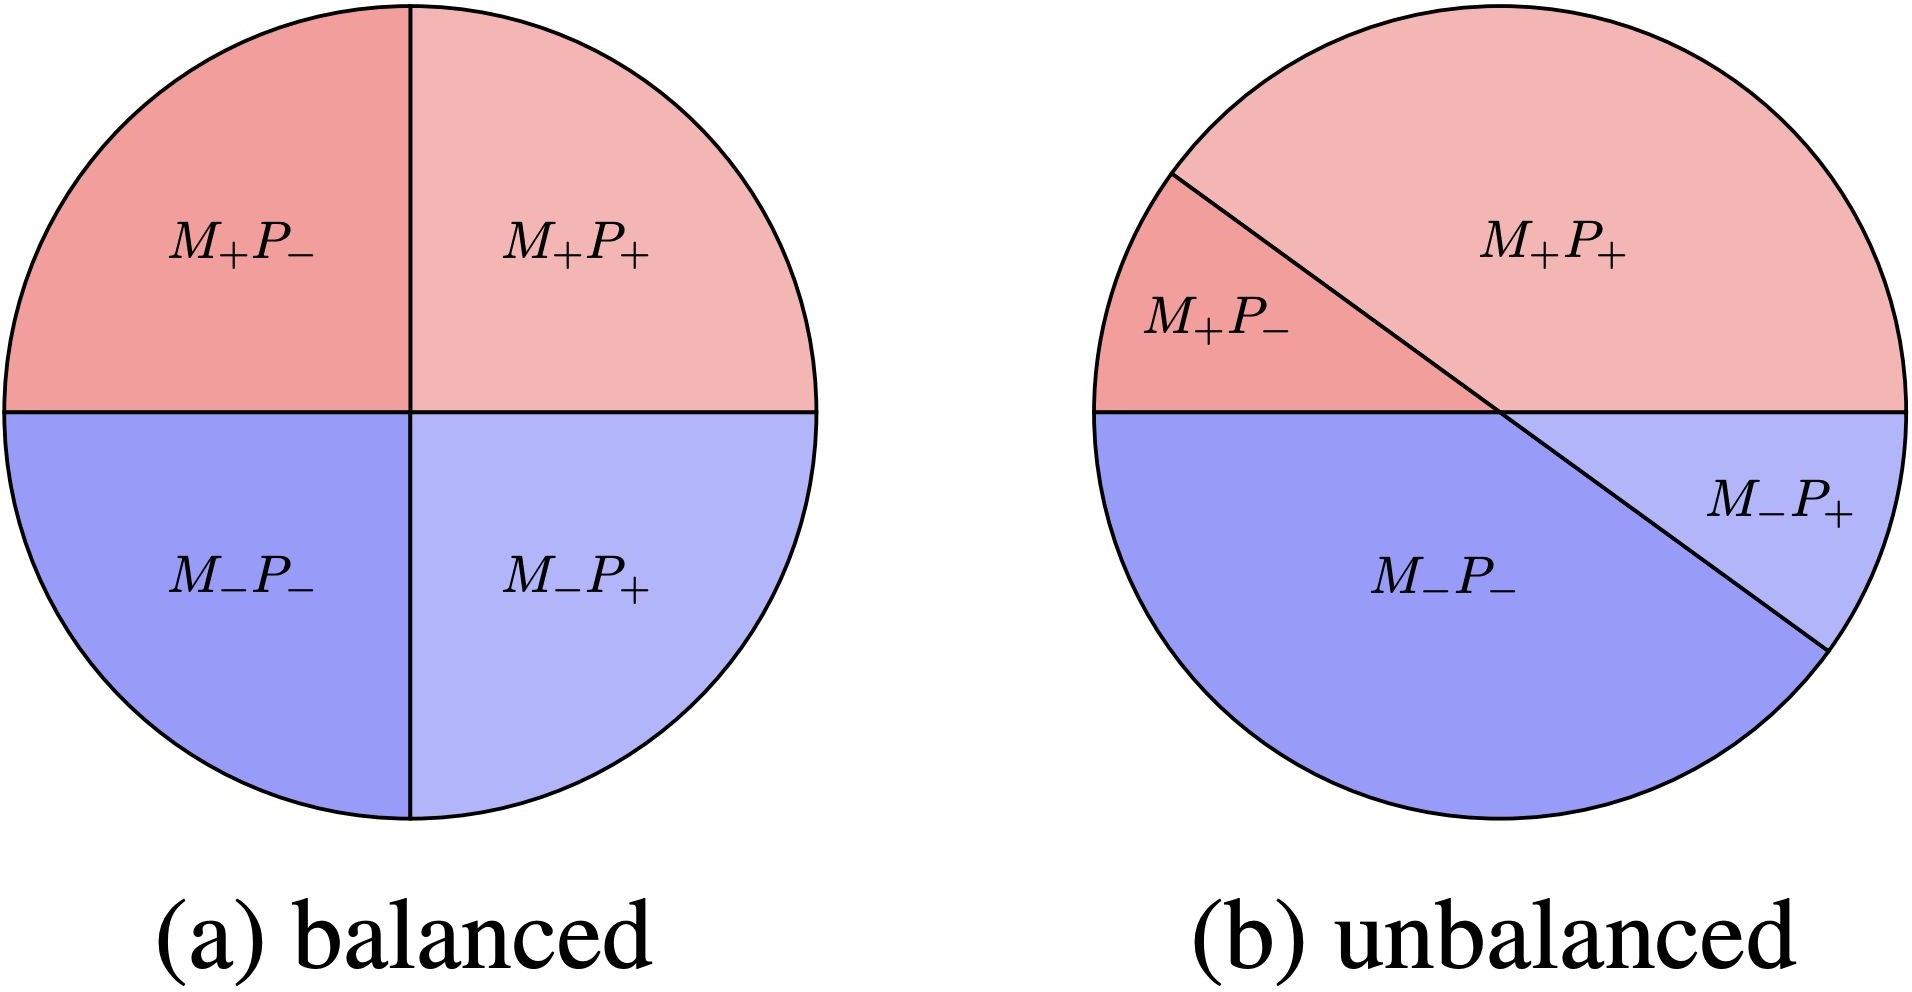 M₊P₋
M₊P₊
M₋P₋
M₋P₊
(a) balanced
M₊P₊
M₊P₋
M₋P₊
M₋P₋
(b) unbalanced